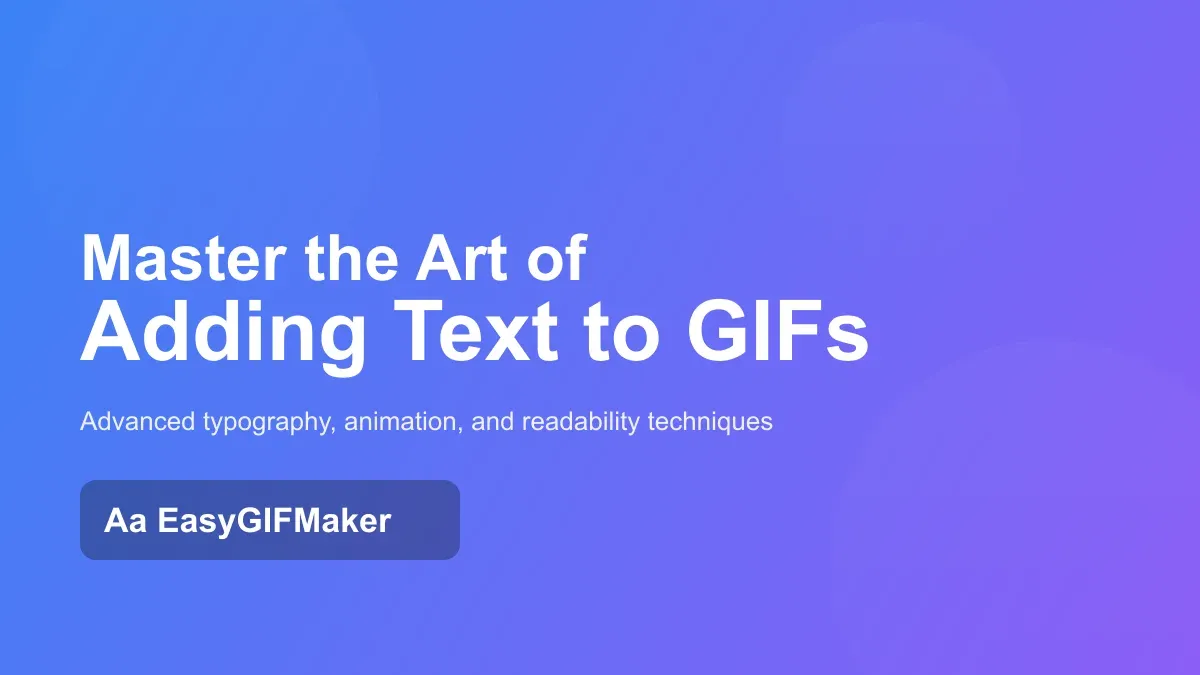 Master the Art of
Adding Text to GIFs
Advanced typography, animation, and readability techniques
Aa EasyGIFMaker